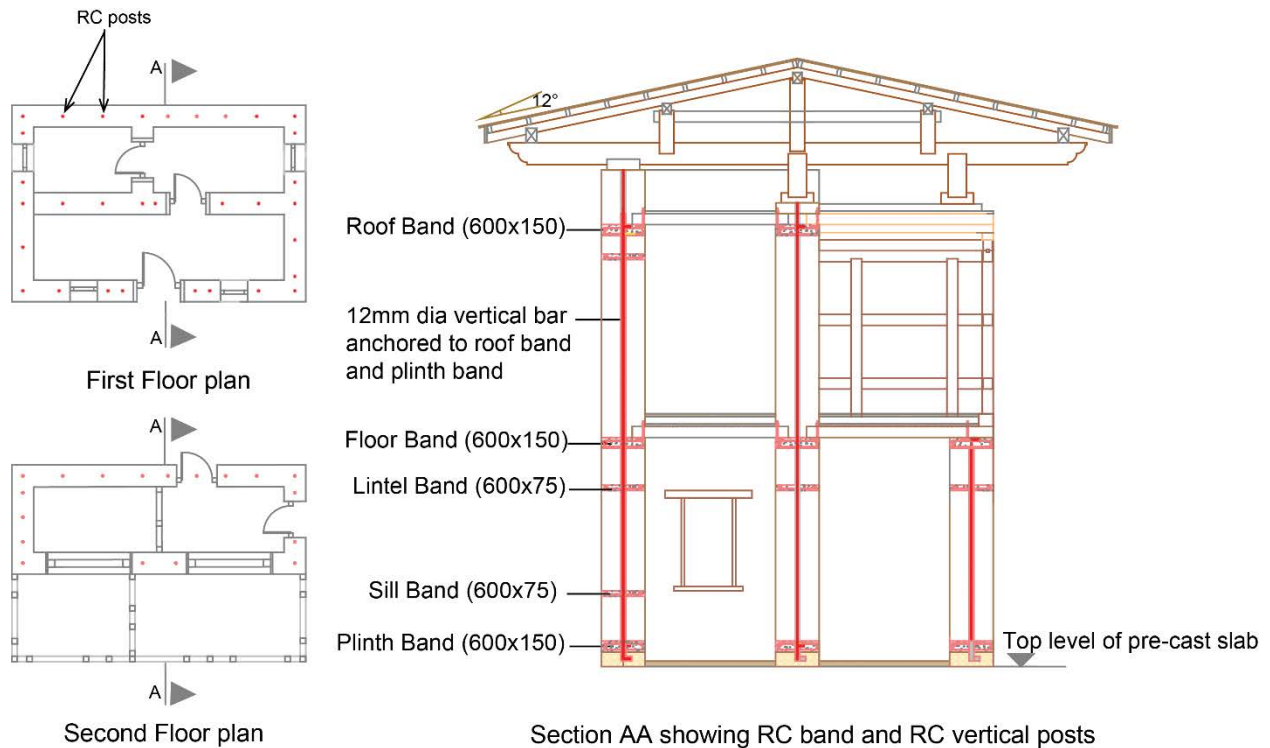 RC posts
A
A
First Floor plan
A
A
Second Floor plan
12°
Roof Band (600x150)
12mm dia vertical bar
anchored to roof band
and plinth band
Floor Band (600x150)
Lintel Band (600x75)
Sill Band (600x75)
Plinth Band (600x150)
Top level of pre-cast slab
Section AA showing RC band and RC vertical posts